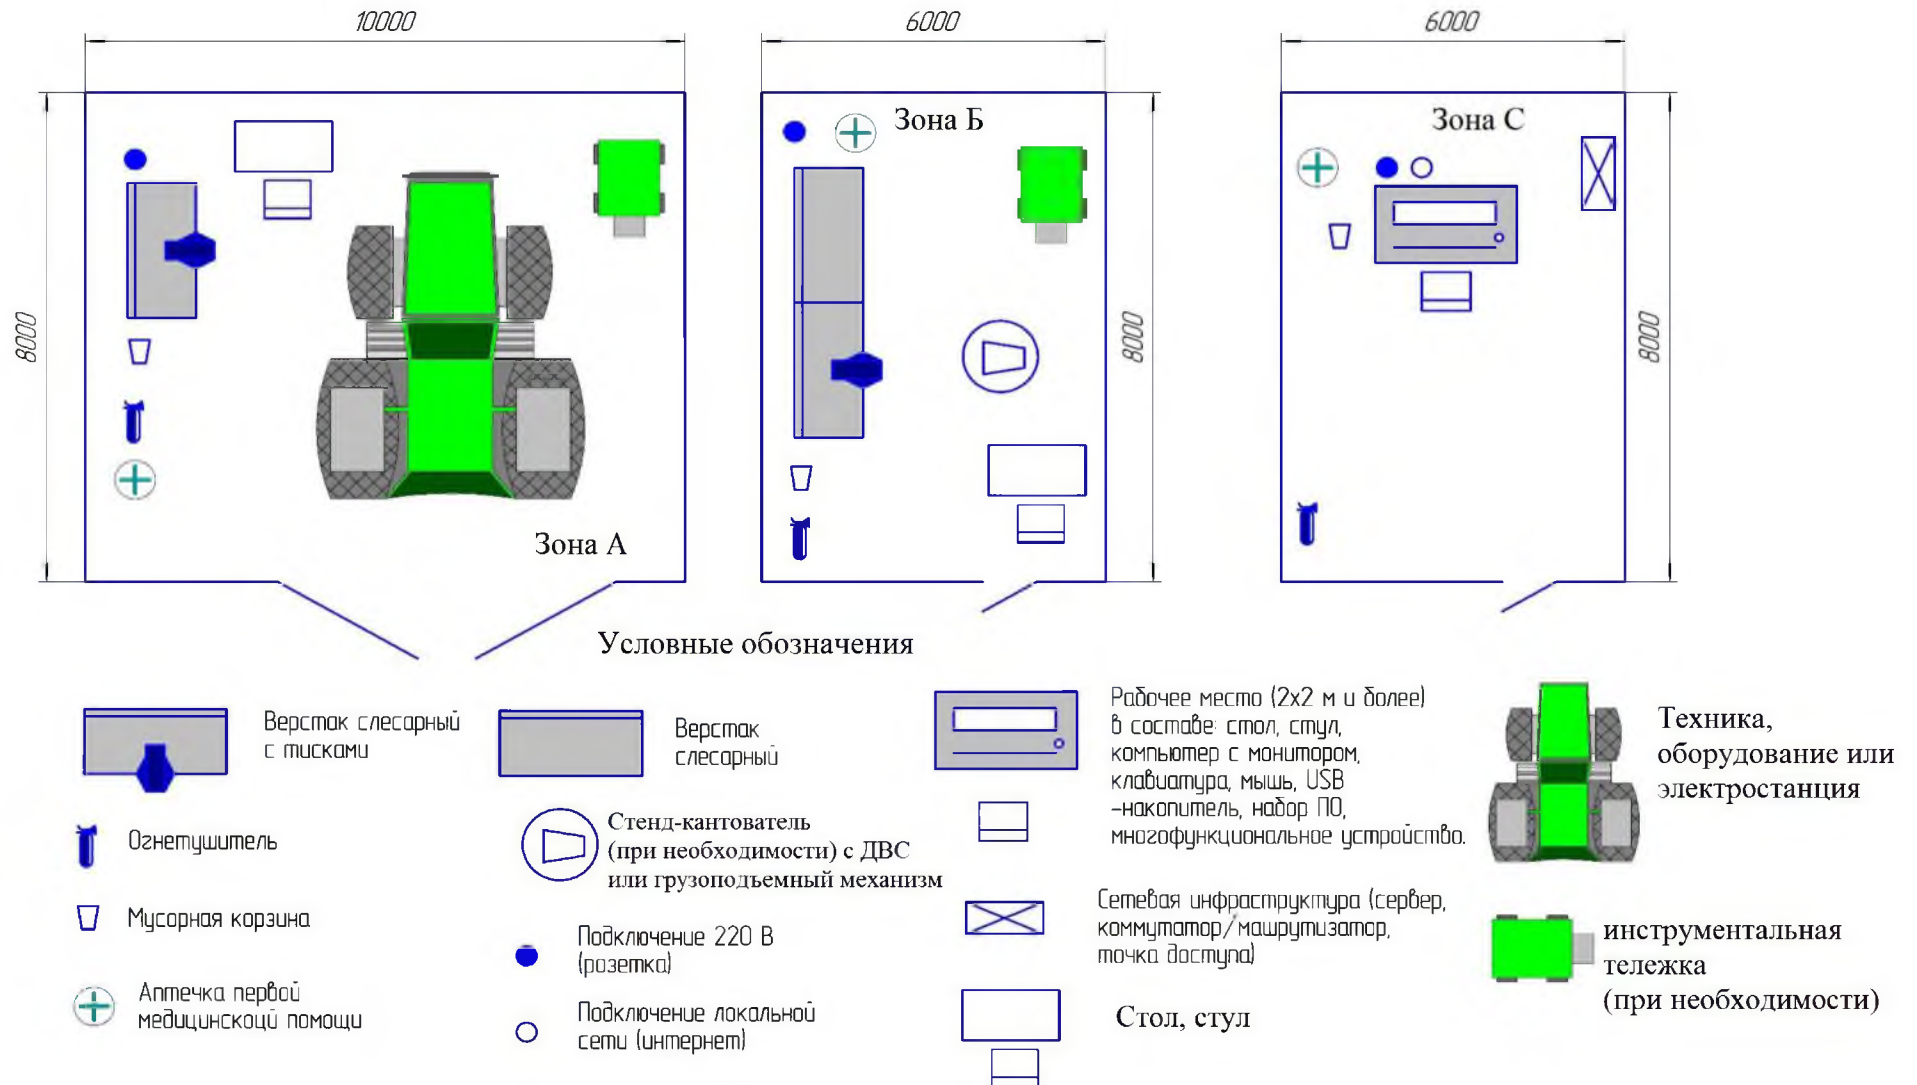 10000
6000
6000
Зона Б
Зона С
8000
8000
8000
Зона А
Условные обозначения
Верстак слесарный
с тисками
Огнетушитель
Мусорная корзина
Аптечка первой
медицинскоци помощи
Верстак
слесарный
Стенд-кантователь
(при необходимости) с ДВС
или грузоподъемный механизм
Подключение 220 В
(розетка)
Подключение локальной
сети (интернет)
Рабочее место (2х2 м и более)
в составе: стол, стул,
компьютер с монитором,
клавиатура, мышь, USB
-накопитель, набор ПО,
многофункциональное устройство.
Сетевая инфраструктура (сервер,
коммутатор/машрутизатор,
точка доступа)
Стол, стул
Техника,
оборудование или
электростанция
инструментальная
тележка
(при необходимости)